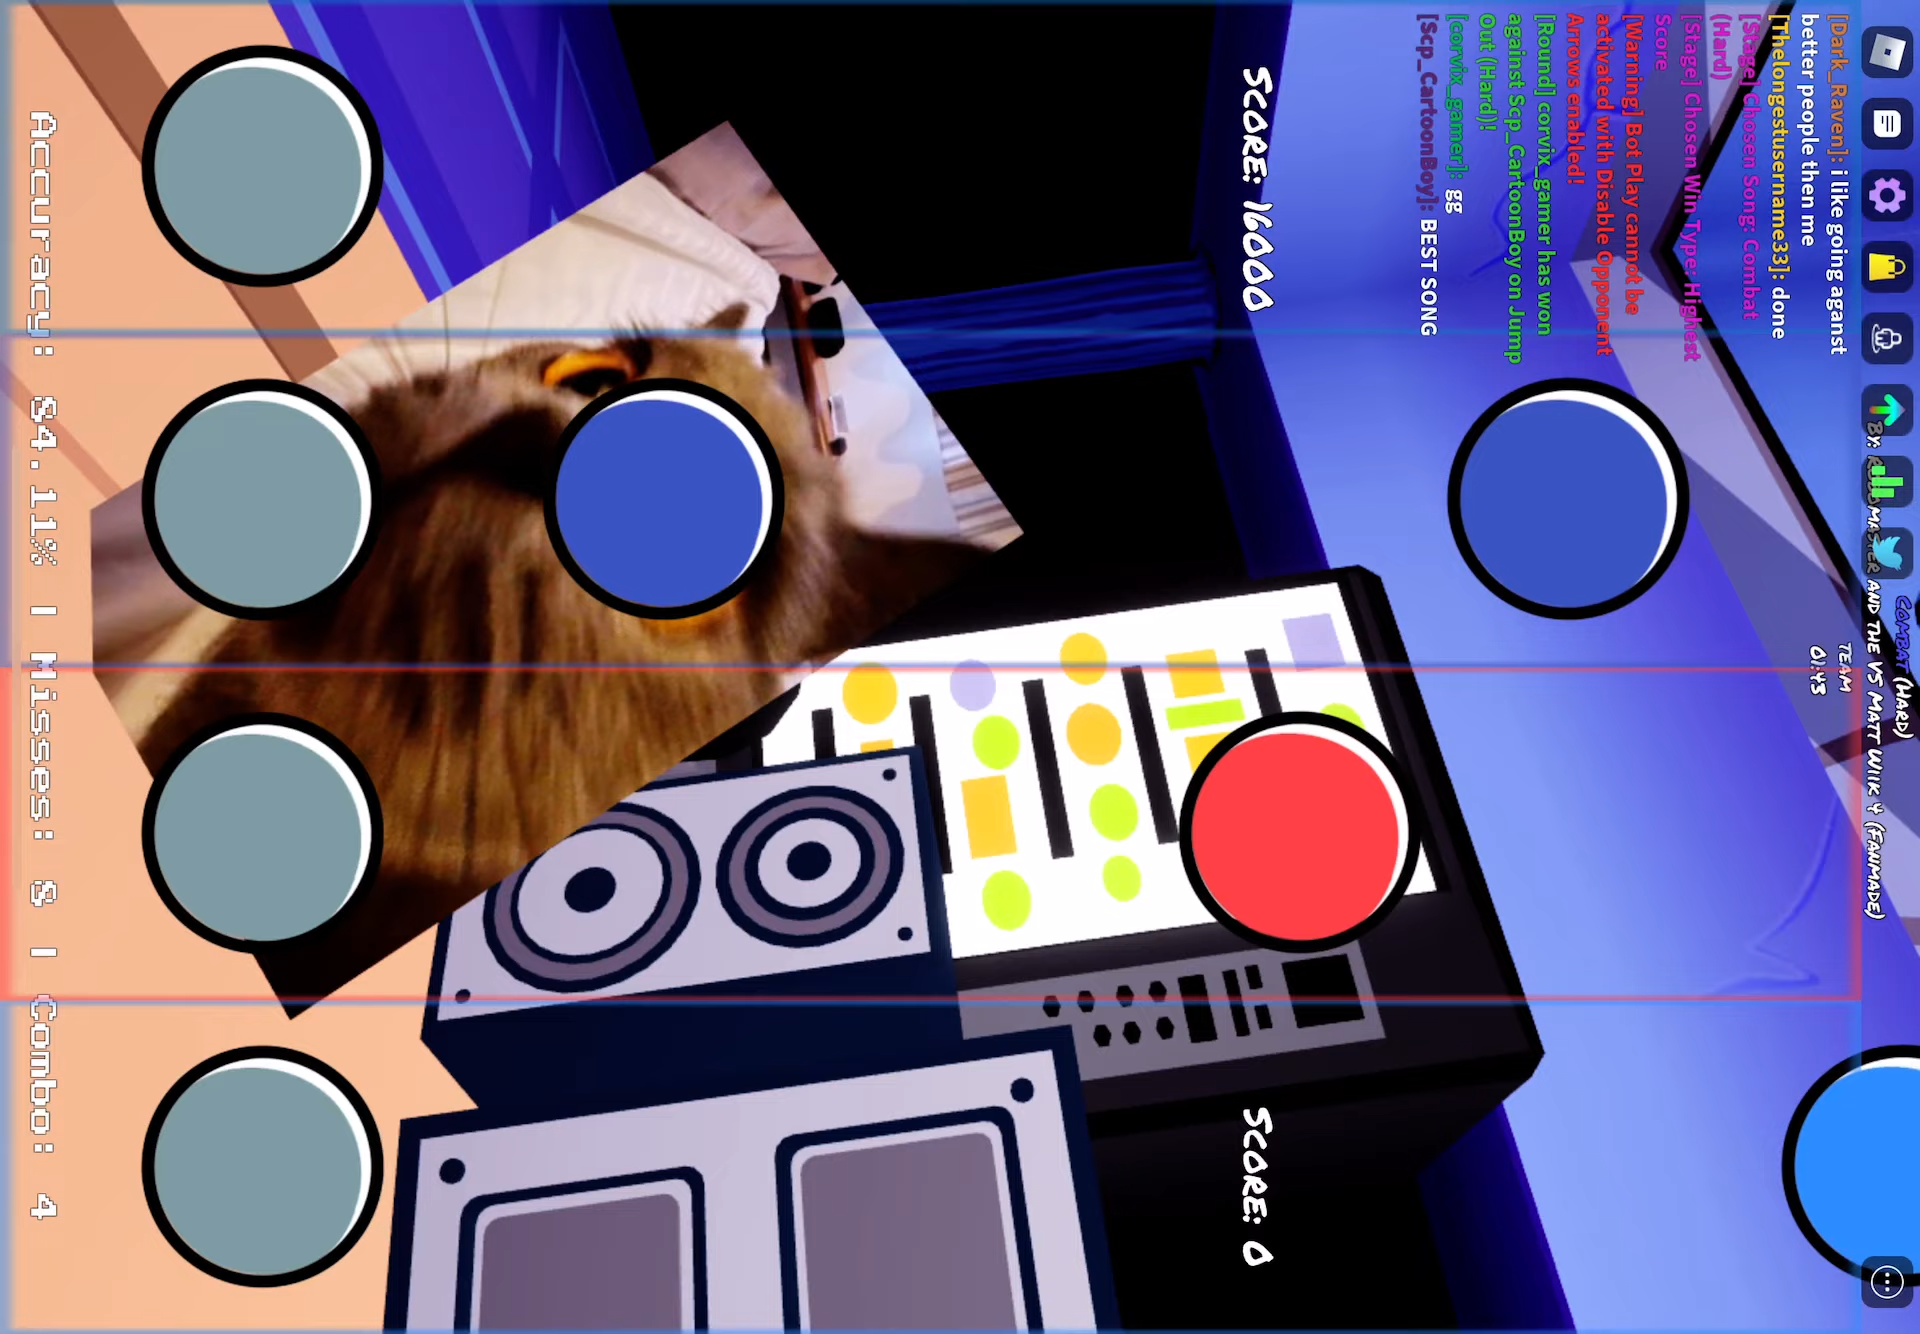 [Dark_Raven]: i like going against
better people then me
[Thelongestusername33]: done
[Stage] Chosen Song: Combat
(Hard)
[Stage] Chosen Win Type: Highest
Score
[Warning] Bot Play cannot be
activated with Disable Opponent
Arrows enabled!
[Round] corvix_gamer has won
against Scp_CartoonBoy on Jump
Out (Hard)!
[corvix_gamer]: gg
[Scp_CartoonBoy]: BEST SONG
COMBAT (HARD)
BY: AND THE VS MATT WIIK 4 (FANMADE)
TEAM
01:43
SCORE: 16000
SCORE: 0
Accuracy: 84.11% | Misses: 8 | Combo: 4